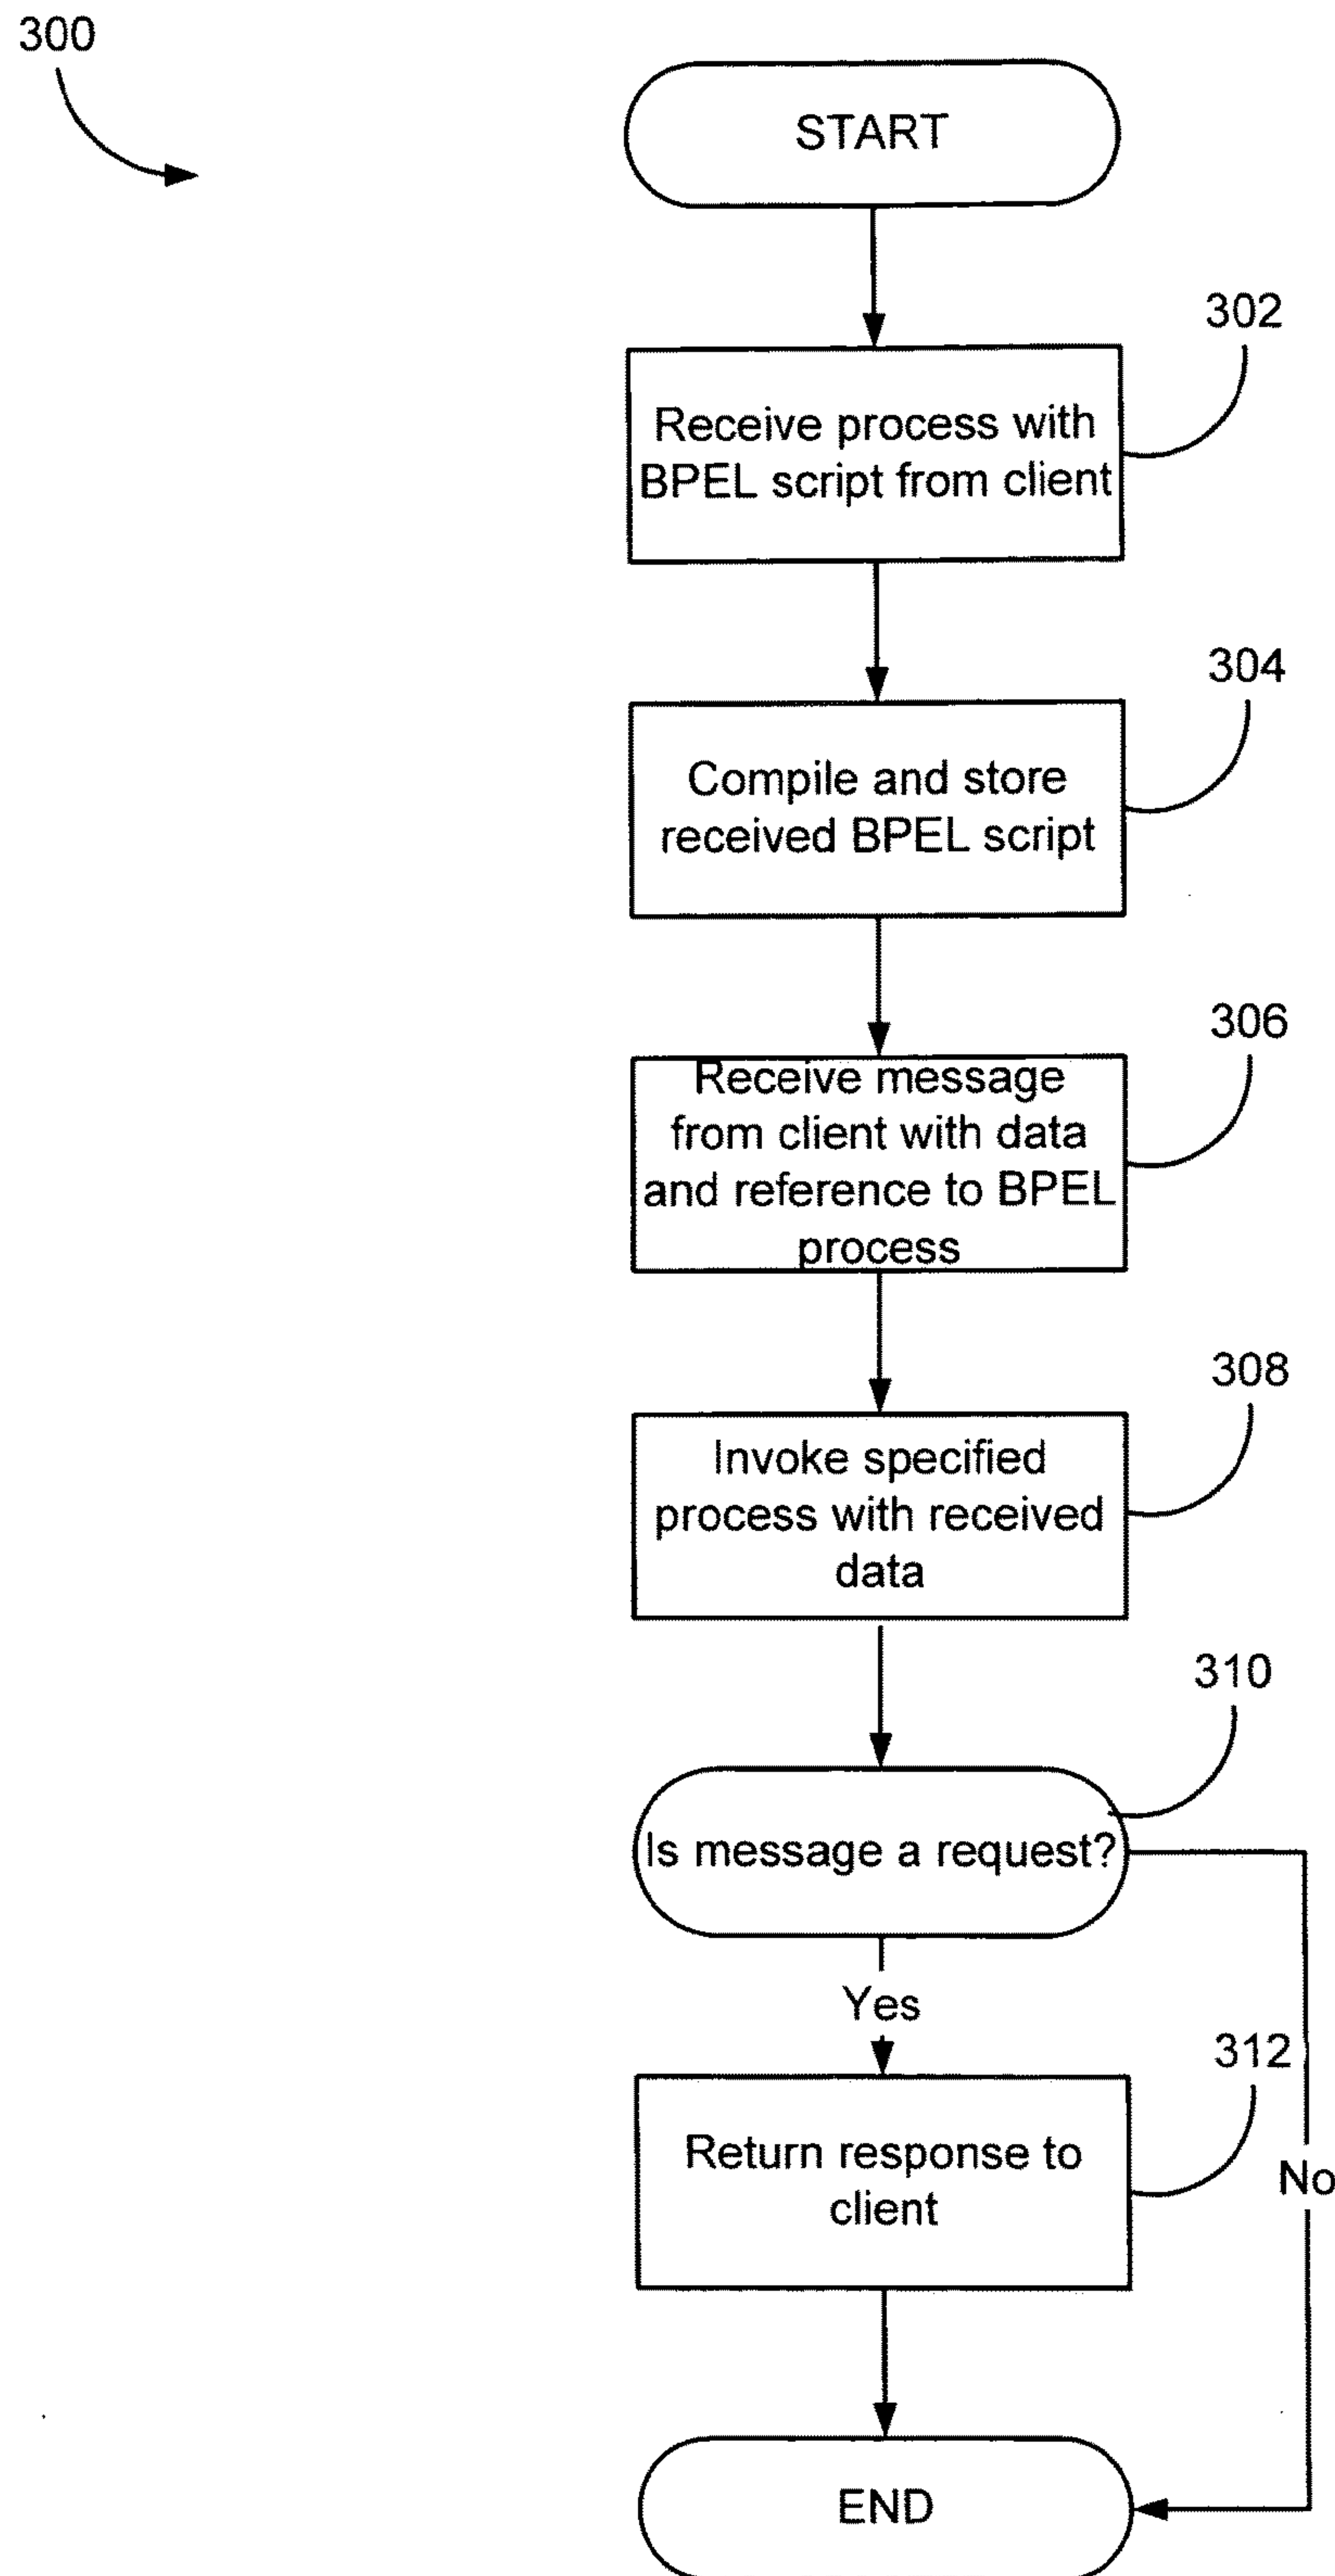 300
START
302
Receive process with
BPEL script from client
304
Compile and store
received BPEL script
306
Receive message
from client with data
and reference to BPEL
process
308
Invoke specified
process with received
data
310
Is message a request?
Yes
312
Return response to
client
No
END